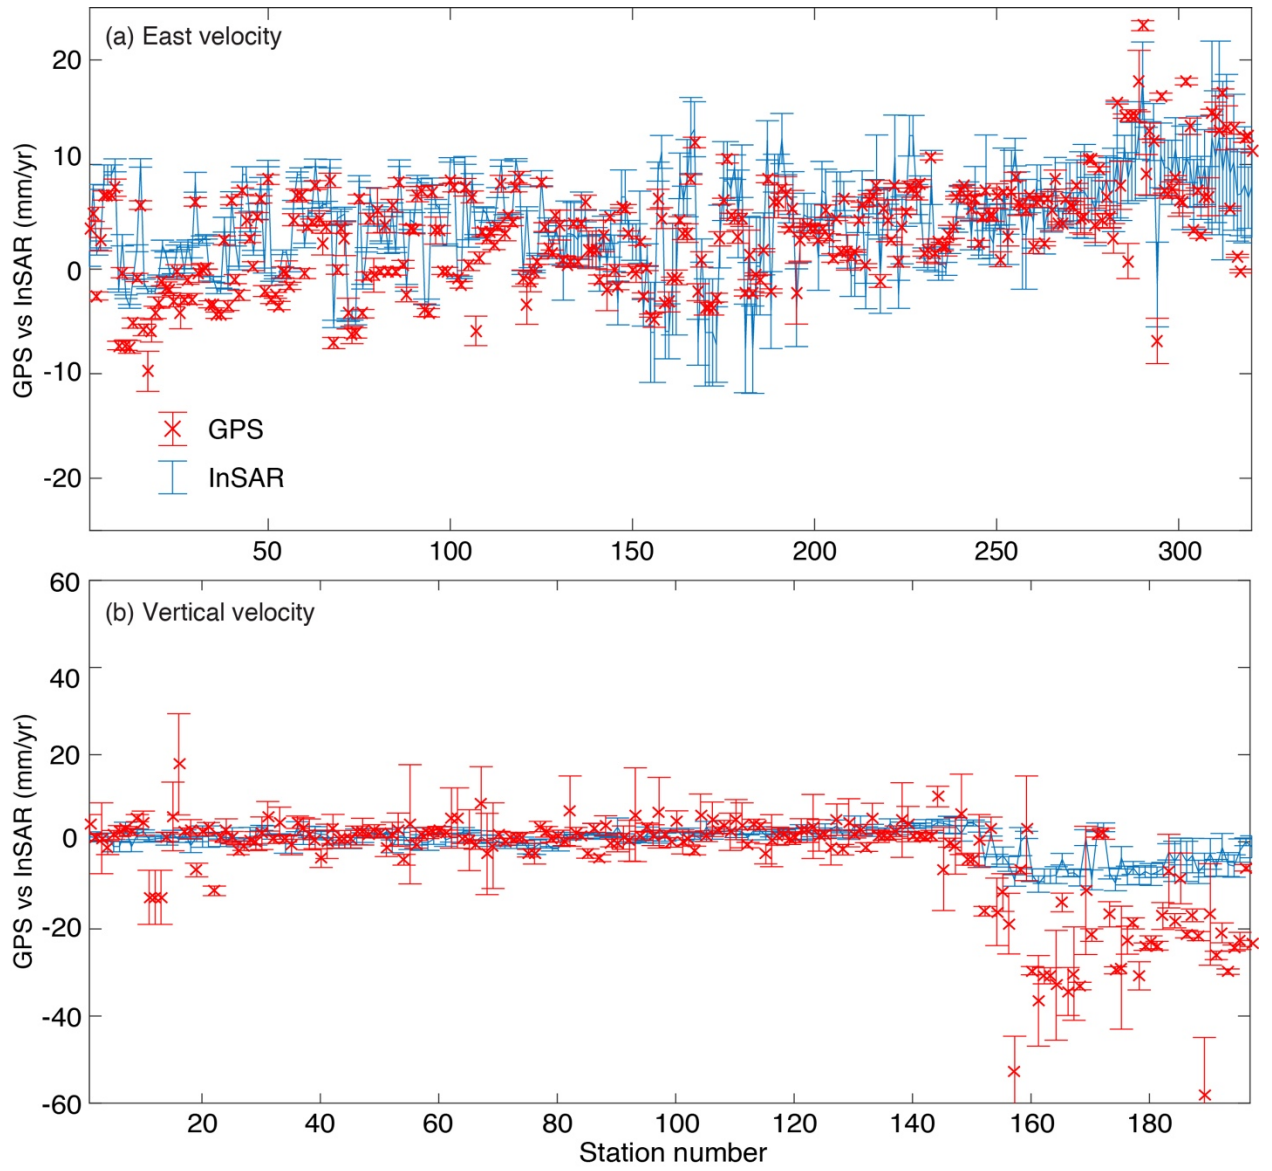 (a) East velocity
GPS vs InSAR (mm/yr)
20
10
0
-10
-20
GPS
InSAR
50 100 150 200 250 300
(b) Vertical velocity
GPS vs InSAR (mm/yr)
60
40
20
0
-20
-40
-60
20 40 60 80 100 120 140 160 180
Station number